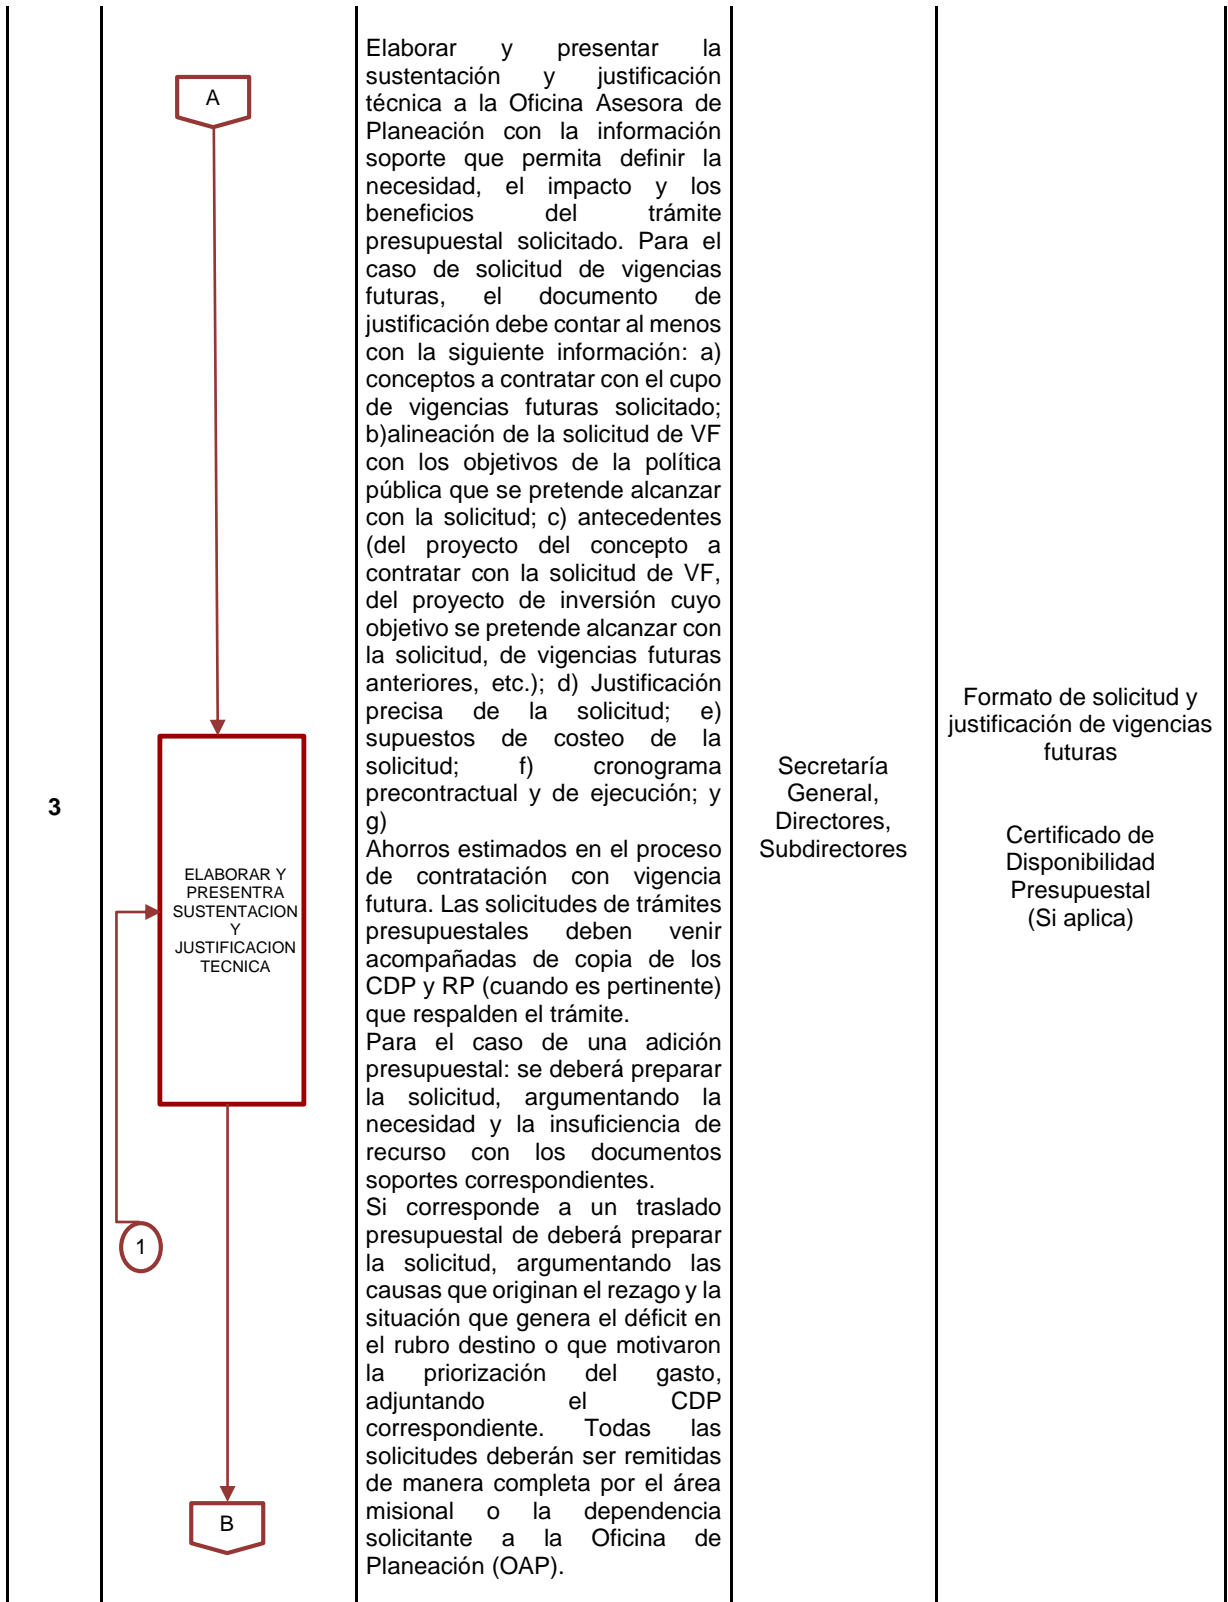 3
A
ELABORAR Y
PRESENTRA
SUSTENTACION
Y
JUSTIFICACION
TECNICA
1
B
Elaborar y presentar la
sustentación y justificación
técnica a la Oficina Asesora de
Planeación con la información
soporte que permita definir la
necesidad, el impacto y los
beneficios del trámite
presupuestal solicitado. Para el
caso de solicitud de vigencias
futuras, el documento de
justificación debe contar al menos
con la siguiente información: a)
conceptos a contratar con el cupo
de vigencias futuras solicitado;
b)alineación de la solicitud de VF
con los objetivos de la política
pública que se pretende alcanzar
con la solicitud; c) antecedentes
(del proyecto del concepto a
contratar con la solicitud de VF,
del proyecto de inversión cuyo
objetivo se pretende alcanzar con
la solicitud, de vigencias futuras
anteriores, etc.); d) Justificación
precisa de la solicitud; e)
supuestos de costeo de la
solicitud; f) cronograma
precontractual y de ejecución; y
g)
Ahorros estimados en el proceso
de contratación con vigencia
futura. Las solicitudes de trámites
presupuestales deben venir
acompañadas de copia de los
CDP y RP (cuando es pertinente)
que respalden el trámite.
Para el caso de una adición
presupuestal: se deberá preparar
la solicitud, argumentando la
necesidad y la insuficiencia de
recurso con los documentos
soportes correspondientes.
Si corresponde a un traslado
presupuestal de deberá preparar
la solicitud, argumentando las
causas que originan el rezago y la
situación que genera el déficit en
el rubro destino o que motivaron
la priorización del gasto,
adjuntando el CDP
correspondiente. Todas las
solicitudes deberán ser remitidas
de manera completa por el área
misional o la dependencia
solicitante a la Oficina de
Planeación (OAP).
Secretaría
General,
Directores,
Subdirectores
Formato de solicitud y
justificación de vigencias
futuras
Certificado de
Disponibilidad
Presupuestal
(Si aplica)